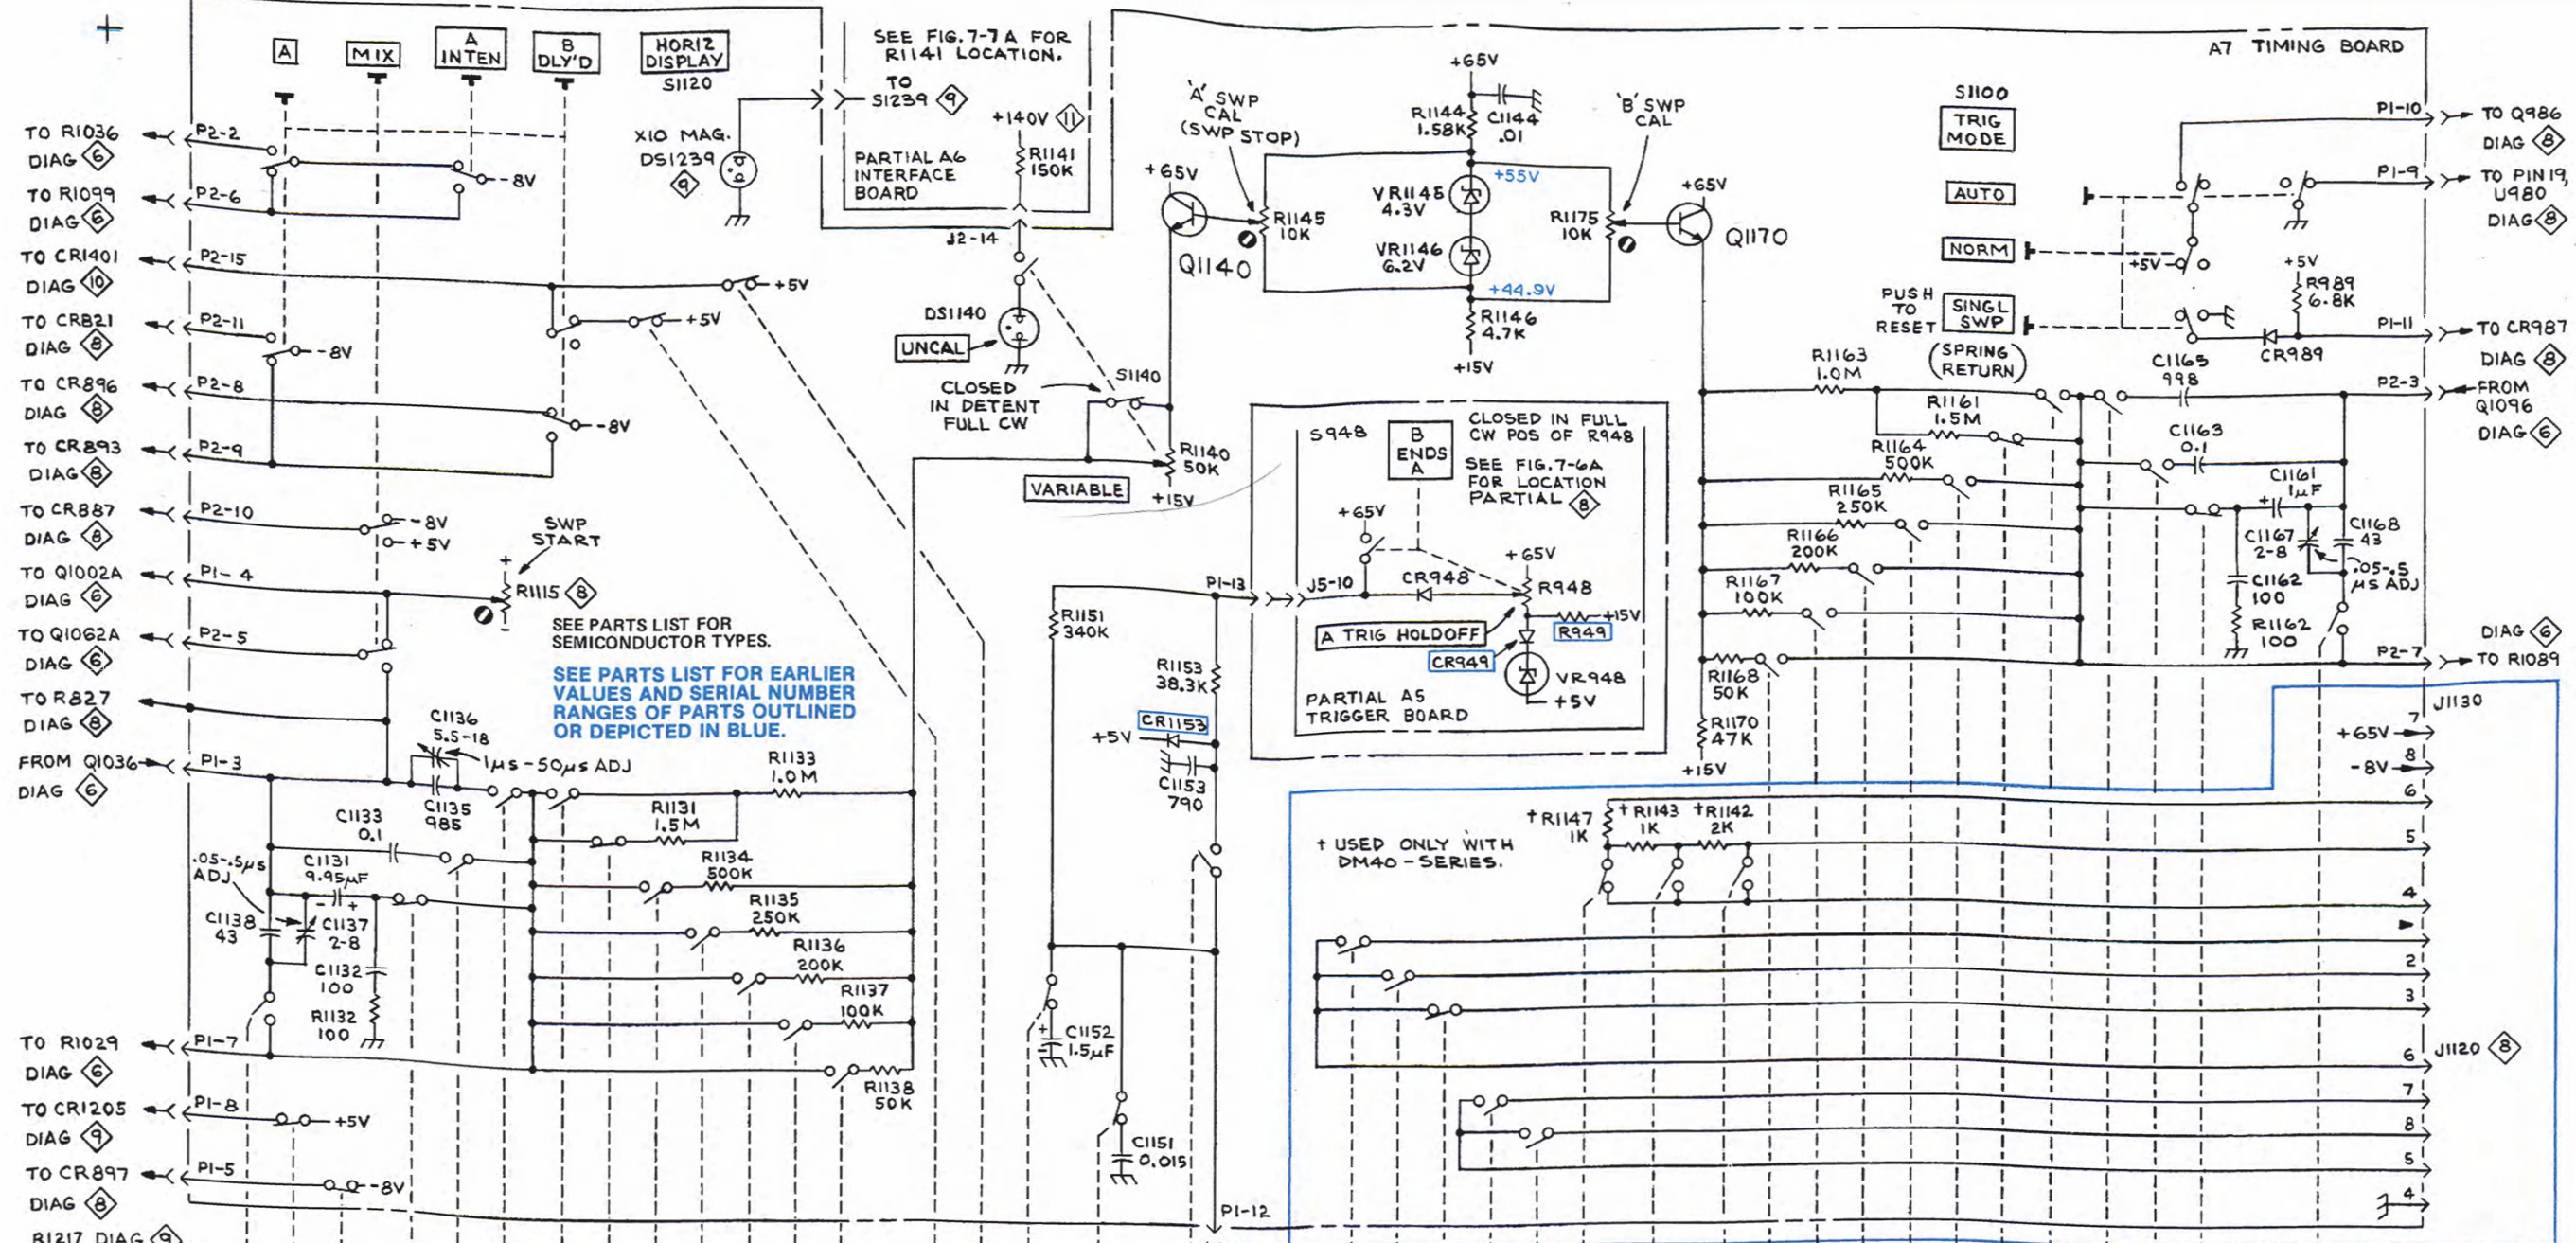 A
MIX
A
INTEN
B
DLY'D
HORIZ
DISPLAY
S1120
X10 MAG.
DS1239
9
SEE FIG.7-7A FOR
R1141 LOCATION.
TO
S1239 9
+140V 11
R1141
150K
PARTIAL A6
INTERFACE
BOARD
J2-14
A7 TIMING BOARD
TO R1036
DIAG 6
P2-2
TO R1099
DIAG 6
P2-6
-8V
TO CR1401
DIAG 10
P2-15
+5V
+5V
TO CR821
DIAG 8
P2-11
-8V
TO CR896
DIAG 8
P2-8
-8V
TO CR893
DIAG 8
P2-9
TO CR887
DIAG 8
P2-10
-8V
+5V
TO Q1002A
DIAG 6
P1-4
SWP
START
+
R1115 8
-
TO Q1062A
DIAG 6
P2-5
TO R827
DIAG 8
FROM Q1036
DIAG 6
P1-3
SEE PARTS LIST FOR
SEMICONDUCTOR TYPES.
SEE PARTS LIST FOR EARLIER
VALUES AND SERIAL NUMBER
RANGES OF PARTS OUTLINED
OR DEPICTED IN BLUE.
C1136
5.5-18
1µs-50µs ADJ
C1135
985
R1133
1.0M
R1131
1.5M
C1133
0.1
R1134
500K
.05-.5µs
ADJ
C1131
9.95µF
- +
R1135
250K
C1138
43
C1137
2-8
R1136
200K
C1132
100
R1137
100K
R1132
100
R1138
50K
TO R1029
DIAG 6
P1-7
TO CR1205
DIAG 9
P1-8
+5V
TO CR897
DIAG 8
P1-5
-8V
R1217 DIAG 9
DS1140
UNCAL
CLOSED
IN DETENT
FULL CW
S1140
R1140
50K
+15V
VARIABLE
'A' SWP
CAL
(SWP STOP)
+65V
Q1140
R1145
10K
+65V
R1144
1.58K
C1144
.01
+55V
VR1145
4.3V
VR1146
6.2V
+44.9V
R1146
4.7K
+15V
'B' SWP
CAL
R1175
10K
+65V
Q1170
S1100
TRIG
MODE
AUTO
NORM
PUSH
TO
RESET
SINGL
SWP
(SPRING
RETURN)
+5V
+5V
R989
6.8K
CR989
P1-10
TO Q986
DIAG 8
P1-9
TO PIN 19,
U980
DIAG 8
P1-11
TO CR987
DIAG 8
P2-3
FROM
Q1096
DIAG 6
S948
B
ENDS
A
CLOSED IN FULL
CW POS OF R948
SEE FIG.7-6A
FOR LOCATION
PARTIAL 8
+65V
+65V
P1-13
J5-10
CR948
R948
+15V
R949
A TRIG HOLDOFF
CR949
VR948
+5V
PARTIAL A5
TRIGGER BOARD
R1151
340K
R1153
38.3K
CR1153
+5V
C1153
790
+
-
C1152
1.5µF
C1151
0.015
P1-12
R1163
1.0M
R1161
1.5M
R1164
500K
R1165
250K
R1166
200K
R1167
100K
R1168
50K
R1170
47K
+15V
C1165
998
C1163
0.1
C1161
1µF
+
C1167
2-8
C1168
43
.05-.5
µS ADJ
C1162
100
R1162
100
DIAG 6
P2-7
TO R1089
J1130
7
+65V
8
-8V
6
5
4
† USED ONLY WITH
DM40-SERIES.
†R1147
1K
†R1143
1K
†R1142
2K
2
3
6
J1120 8
7
8
5
4